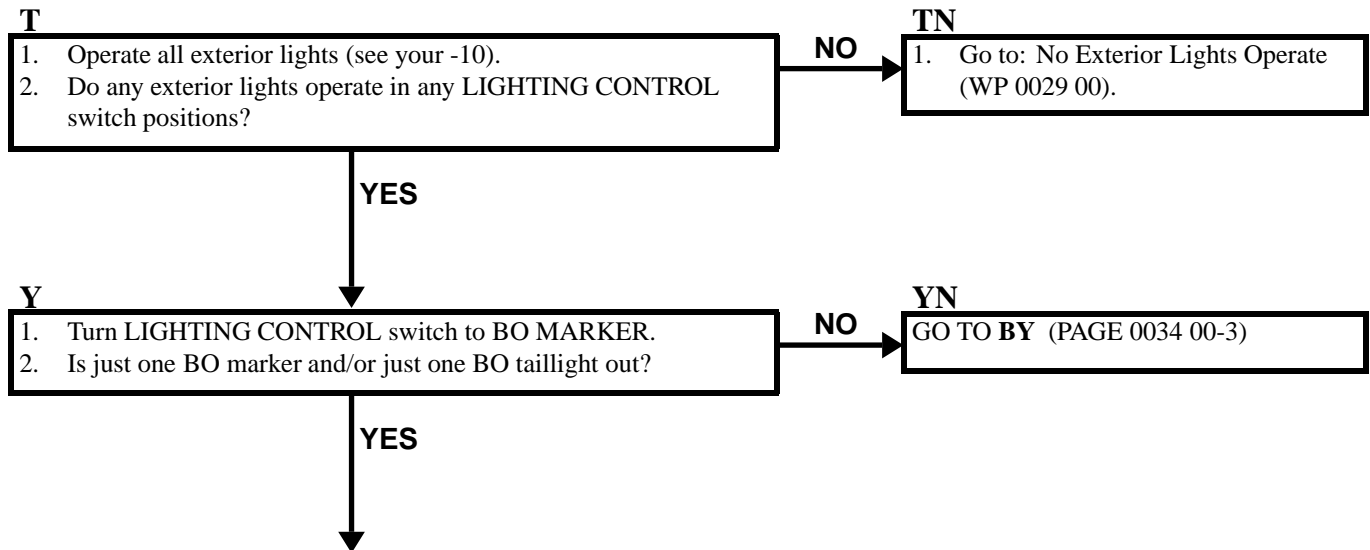 T
1. Operate all exterior lights (see your -10).
2. Do any exterior lights operate in any LIGHTING CONTROL
switch positions?
NO
TN
1. Go to: No Exterior Lights Operate
(WP 0029 00).
YES
Y
1. Turn LIGHTING CONTROL switch to BO MARKER.
2. Is just one BO marker and/or just one BO taillight out?
NO
YN
GO TO BY (PAGE 0034 00-3)
YES